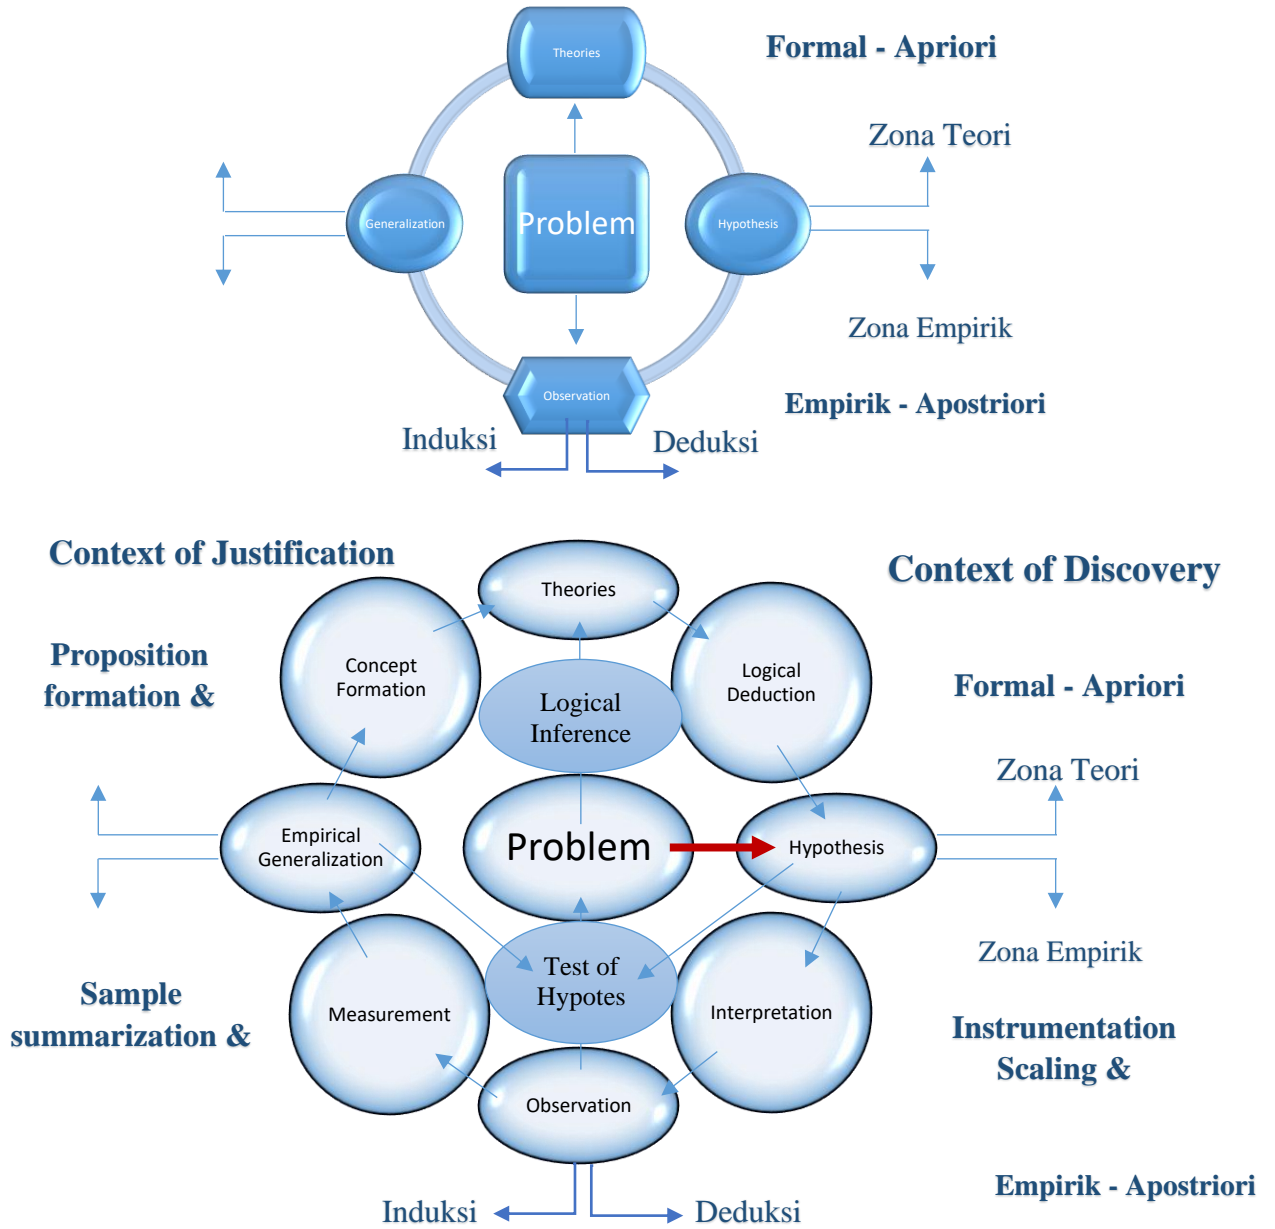 Theories
Formal - Apriori
Zona Teori
Generalization
Problem
Hypothesis
Zona Empirik
Observation
Empirik - Apostriori
Induksi
Deduksi
Context of Justification
Context of Discovery
Theories
Proposition
formation &
Concept
Formation
Logical
Deduction
Formal - Apriori
Logical
Inference
Zona Teori
Empirical
Generalization
Problem
Hypothesis
Zona Empirik
Test of
Hypotes
Sample
summarization &
Measurement
Interpretation
Instrumentation
Scaling &
Observation
Empirik - Apostriori
Induksi
Deduksi